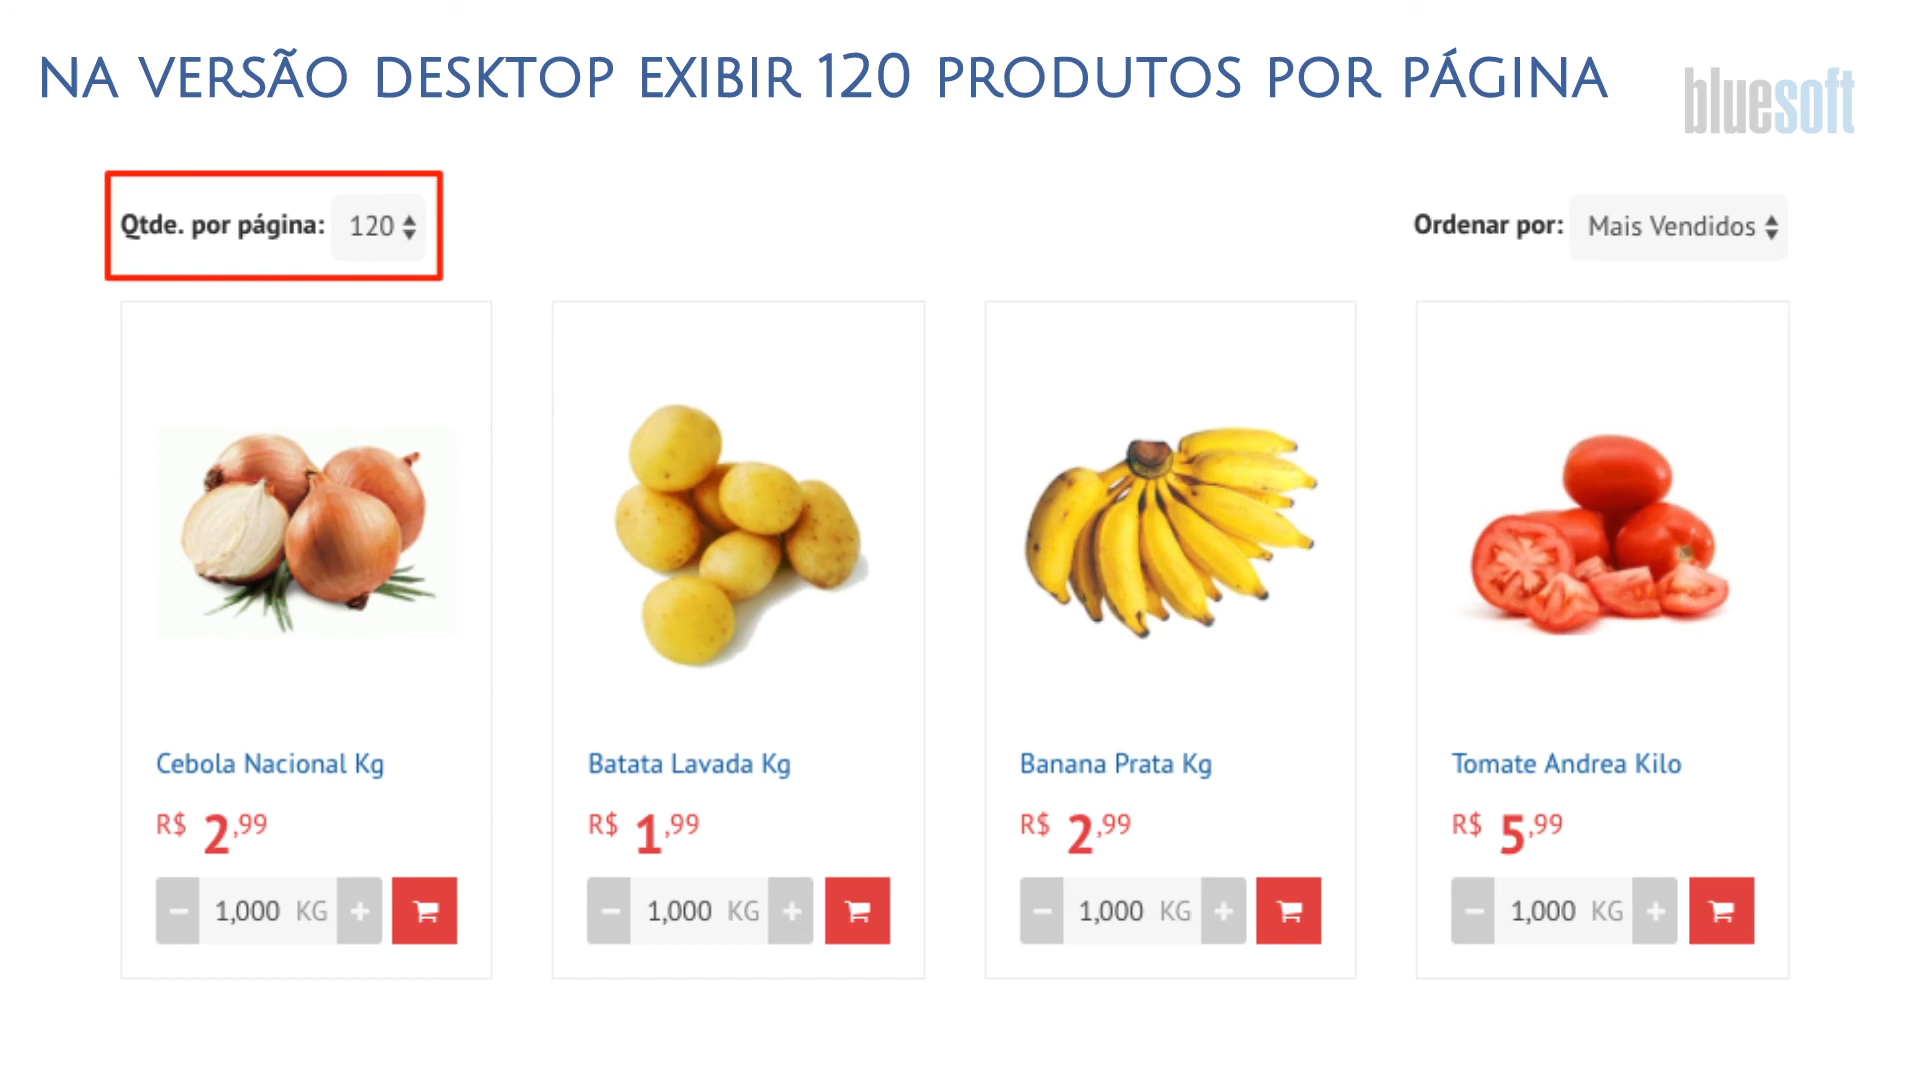 NA VERSÃO DESKTOP EXIBIR 120 PRODUTOS POR PÁGINA
bluesoft
Qtde. por página: 120
Ordenar por: Mais Vendidos
Cebola Nacional Kg
R$ 2,99
1,000 KG
Batata Lavada Kg
R$ 1,99
1,000 KG
Banana Prata Kg
R$ 2,99
1,000 KG
Tomate Andrea Kilo
R$ 5,99
1,000 KG